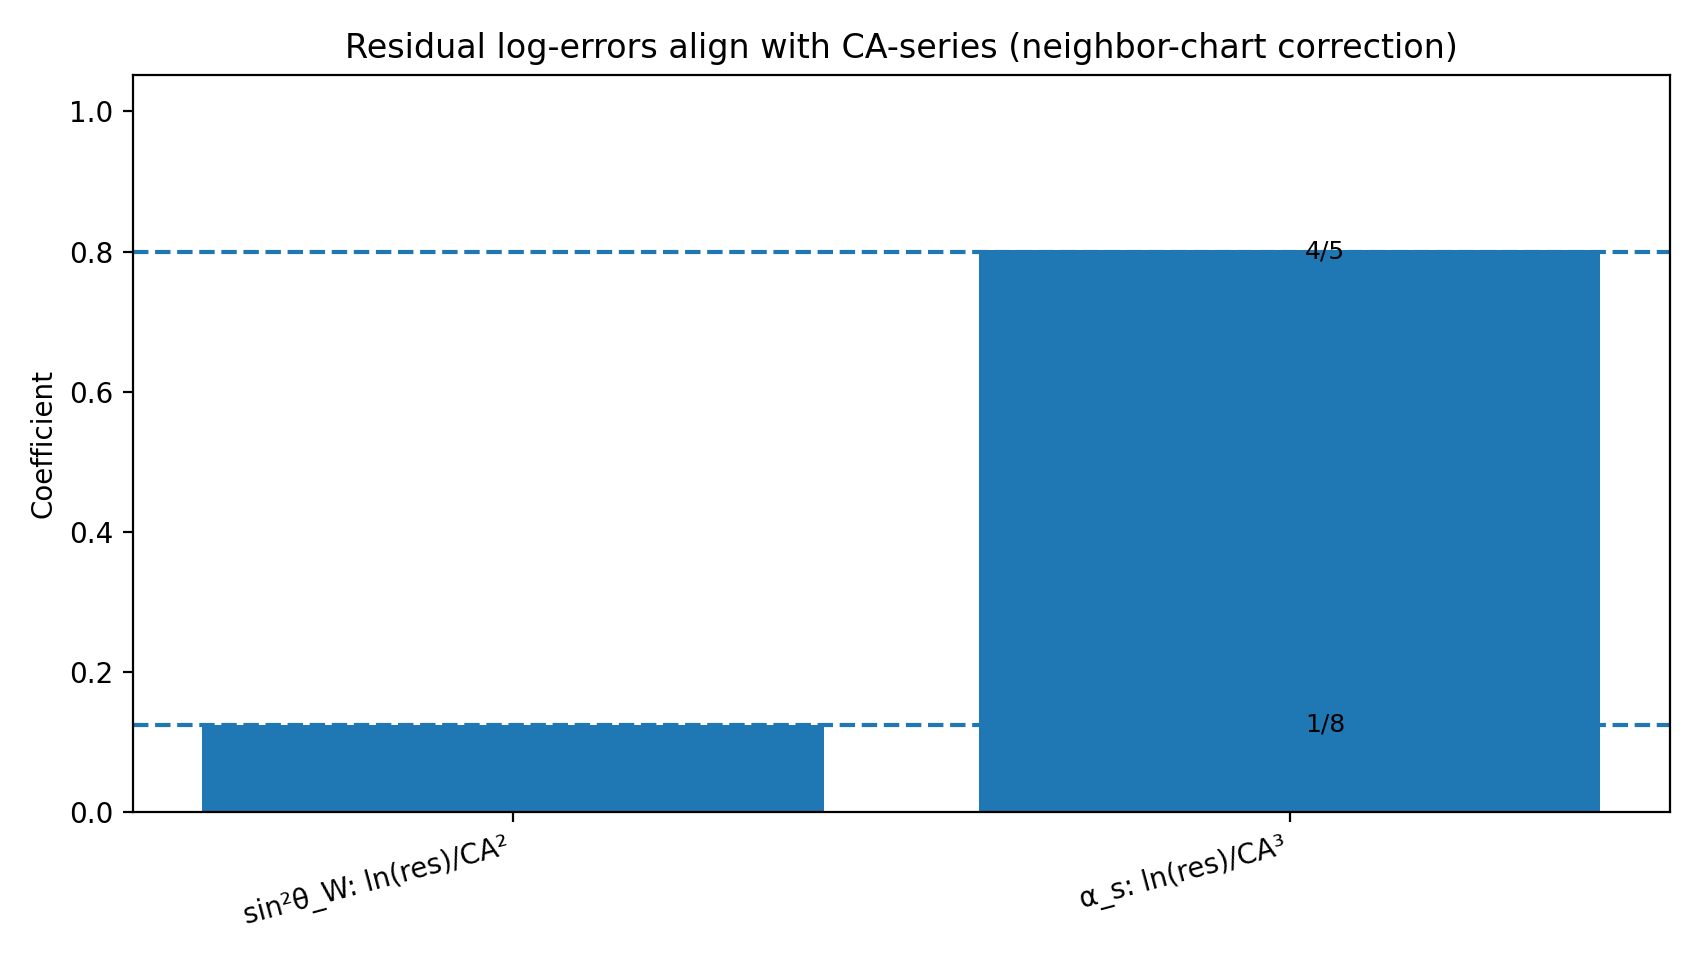 Residual log-errors align with CA-series (neighbor-chart correction)
Coefficient
1.0
0.8
0.6
0.4
0.2
0.0
4/5
1/8
sin²θ_W: ln(res)/CA²
α_s: ln(res)/CA³